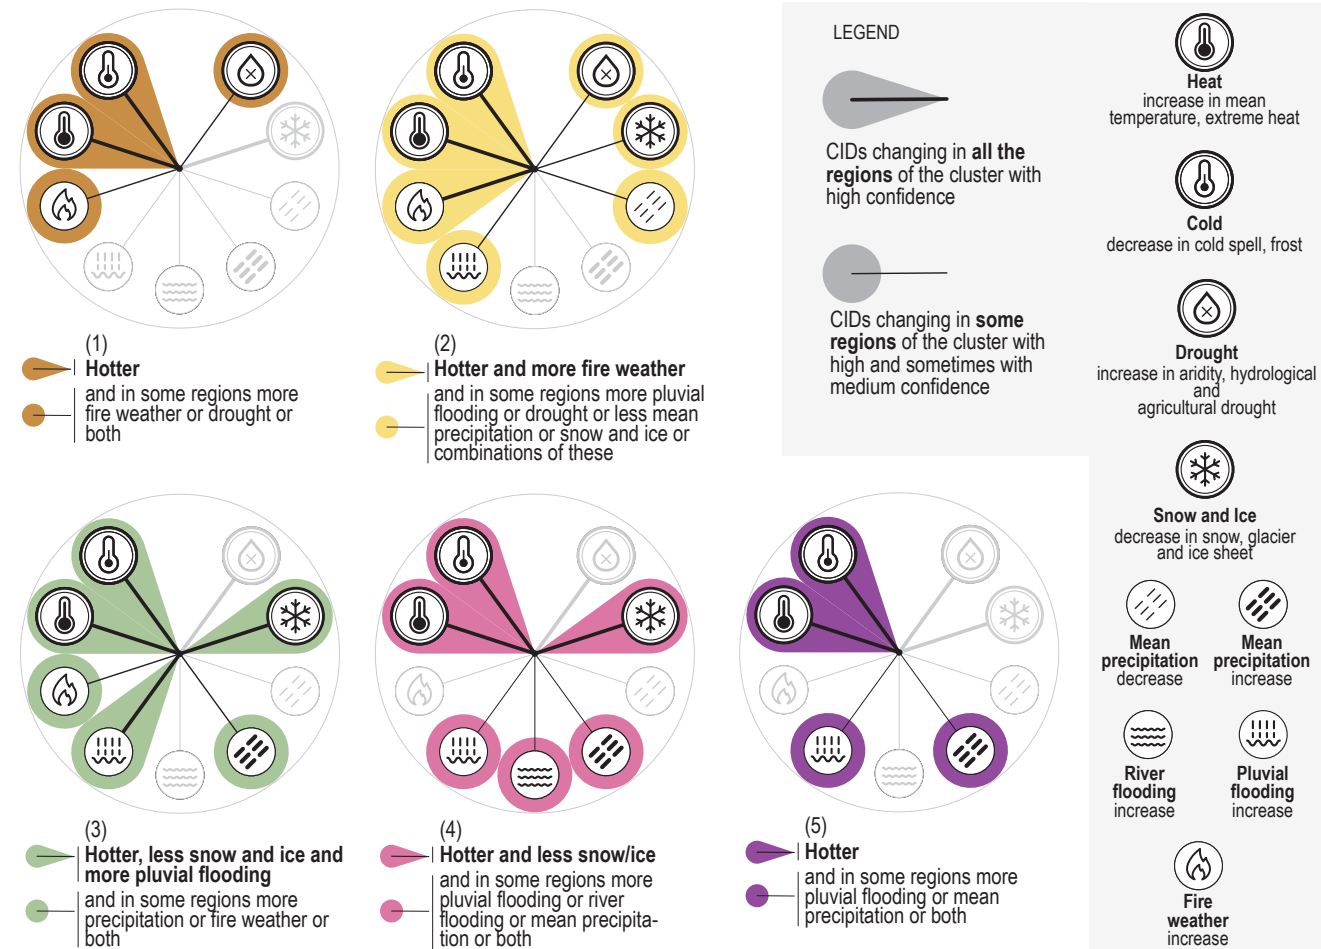 (1)
Hotter
and in some regions more
fire weather or drought or
both
(2)
Hotter and more fire weather
and in some regions more pluvial
flooding or drought or less mean
precipitation or snow and ice or
combinations of these
LEGEND
CIDs changing in all the
regions of the cluster with
high confidence
CIDs changing in some
regions of the cluster with
high and sometimes with
medium confidence
Heat
increase in mean
temperature, extreme heat
Cold
decrease in cold spell, frost
Drought
increase in aridity, hydrological
and
agricultural drought
Snow and Ice
decrease in snow, glacier
and ice sheet
Mean
precipitation
decrease
Mean
precipitation
increase
River
flooding
increase
Pluvial
flooding
increase
Fire
weather
increase
(3)
Hotter, less snow and ice and
more pluvial flooding
and in some regions more
precipitation or fire weather or
both
(4)
Hotter and less snow/ice
and in some regions more
pluvial flooding or river
flooding or mean precipita-
tion or both
(5)
Hotter
and in some regions more
pluvial flooding or mean
precipitation or both